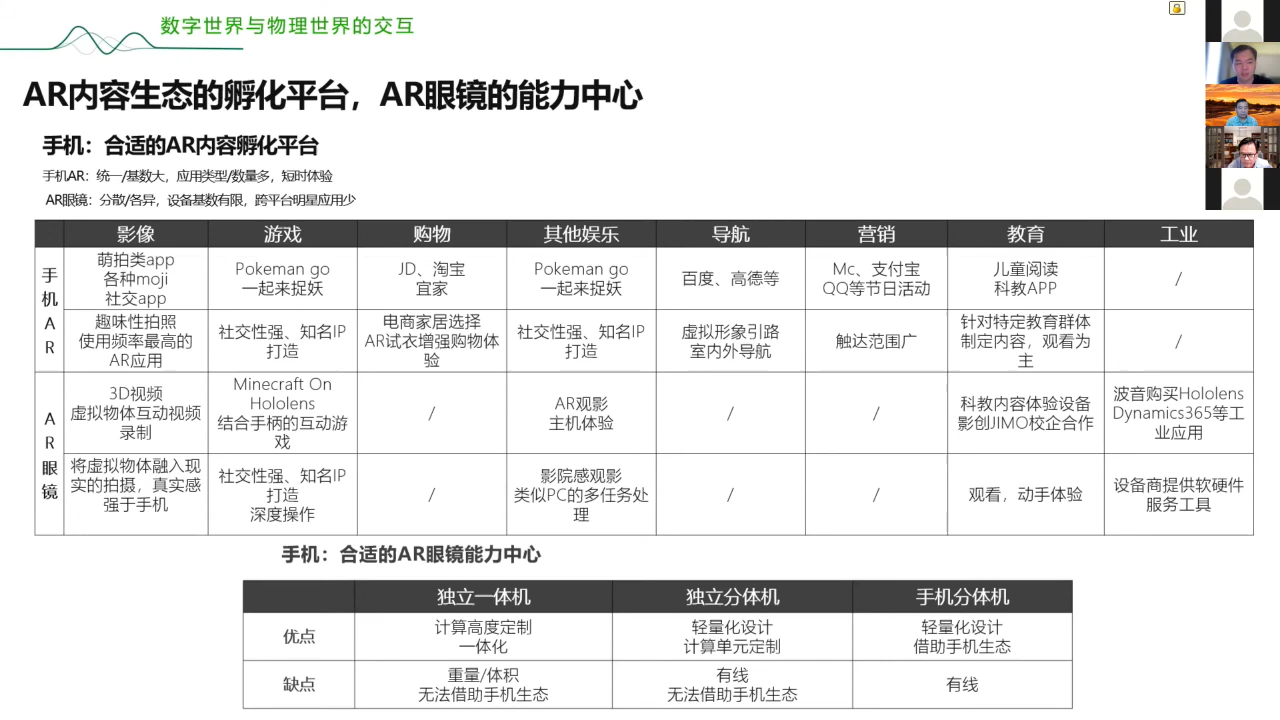 数字世界与物理世界的交互
AR内容生态的孵化平台，AR眼镜的能力中心
手机：合适的AR内容孵化平台
手机AR：统一/基数大，应用类型/数量多，短时体验
AR眼镜：分散/各异，设备基数有限，跨平台明星应用少
影像
游戏
购物
其他娱乐
导航
营销
教育
工业
手
机
A
R
萌拍类app
各种moji
社交app
Pokeman go
一起来捉妖
JD、淘宝
宜家
Pokeman go
一起来捉妖
百度、高德等
Mc、支付宝
QQ等节日活动
儿童阅读
科教APP
/
趣味性拍照
使用频率最高的
AR应用
社交性强、知名IP
打造
电商家居选择
AR试衣增强购物体
验
社交性强、知名IP
打造
虚拟形象引路
室内外导航
触达范围广
针对特定教育群体
制定内容，观看为
主
/
A
R
眼
镜
3D视频
虚拟物体互动视频
录制
Minecraft On
Hololens
结合手柄的互动游
戏
/
AR观影
主机体验
/
/
科教内容体验设备
影创JIMO校企合作
波音购买Hololens
Dynamics365等工
业应用
将虚拟物体融入现
实的拍摄，真实感
强于手机
社交性强、知名IP
打造
深度操作
/
影院感观影
类似PC的多任务处
理
/
/
观看，动手体验
设备商提供软硬件
服务工具
手机：合适的AR眼镜能力中心
独立一体机
独立分体机
手机分体机
优点
计算高度定制
一体化
轻量化设计
计算单元定制
轻量化设计
借助手机生态
缺点
重量/体积
无法借助手机生态
有线
无法借助手机生态
有线